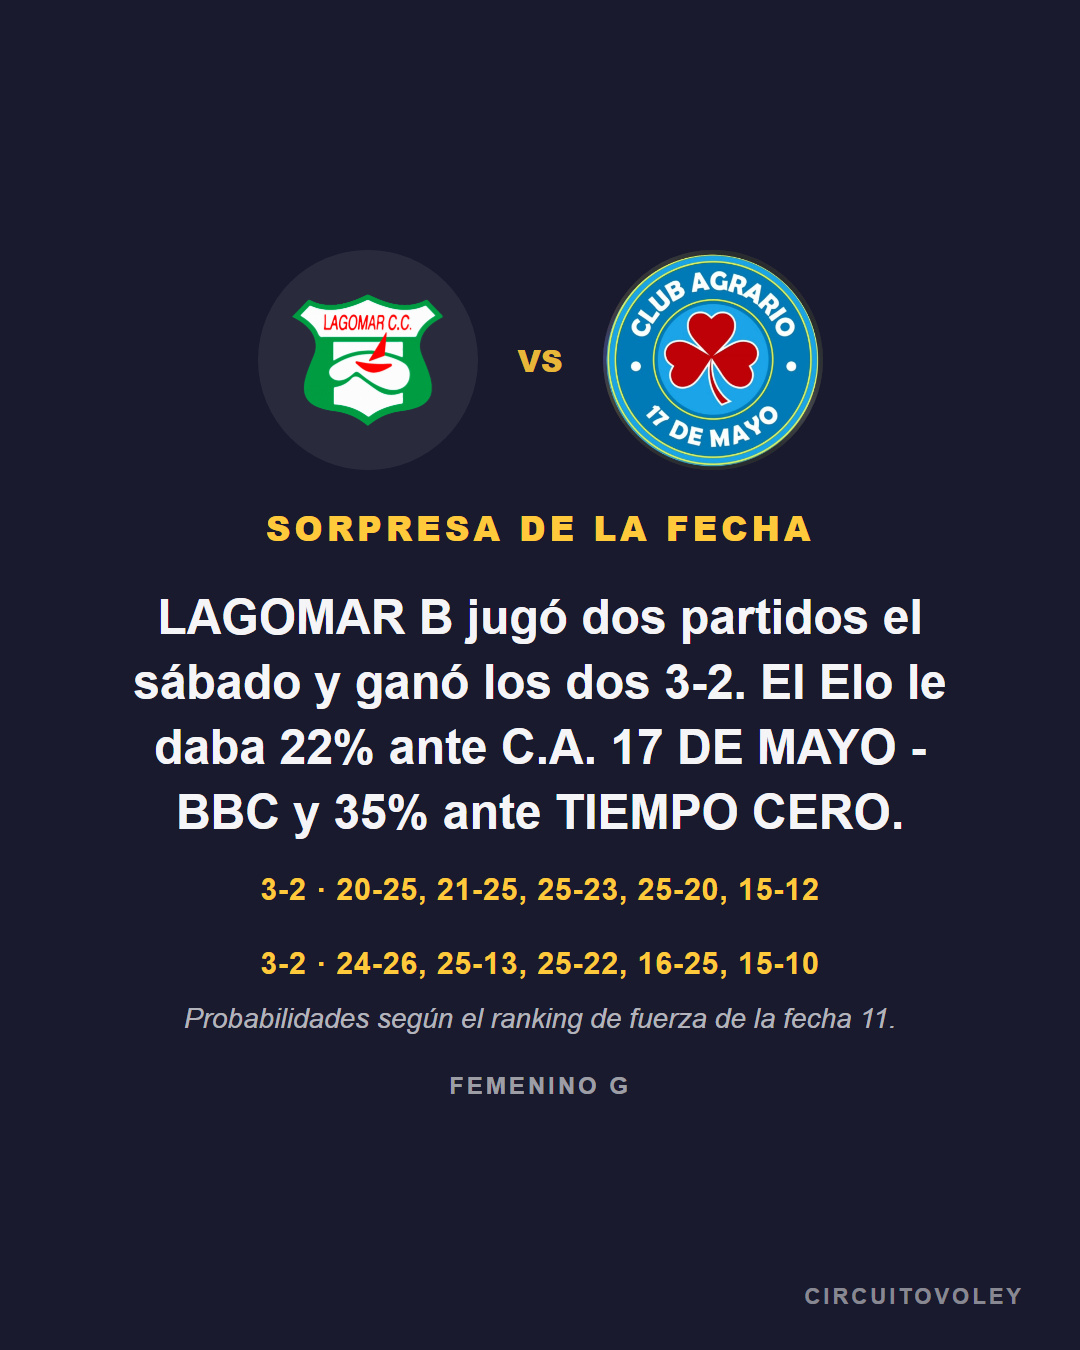 LAGOMAR C.C.
VS
CLUB AGRARIO
17 DE MAYO
SORPRESA DE LA FECHA
LAGOMAR B jugó dos partidos el
sábado y ganó los dos 3-2. El Elo le
daba 22% ante C.A. 17 DE MAYO -
BBC y 35% ante TIEMPO CERO.
3-2 · 20-25, 21-25, 25-23, 25-20, 15-12
3-2 · 24-26, 25-13, 25-22, 16-25, 15-10
Probabilidades según el ranking de fuerza de la fecha 11.
FEMENINO G
CIRCUITOVOLEY